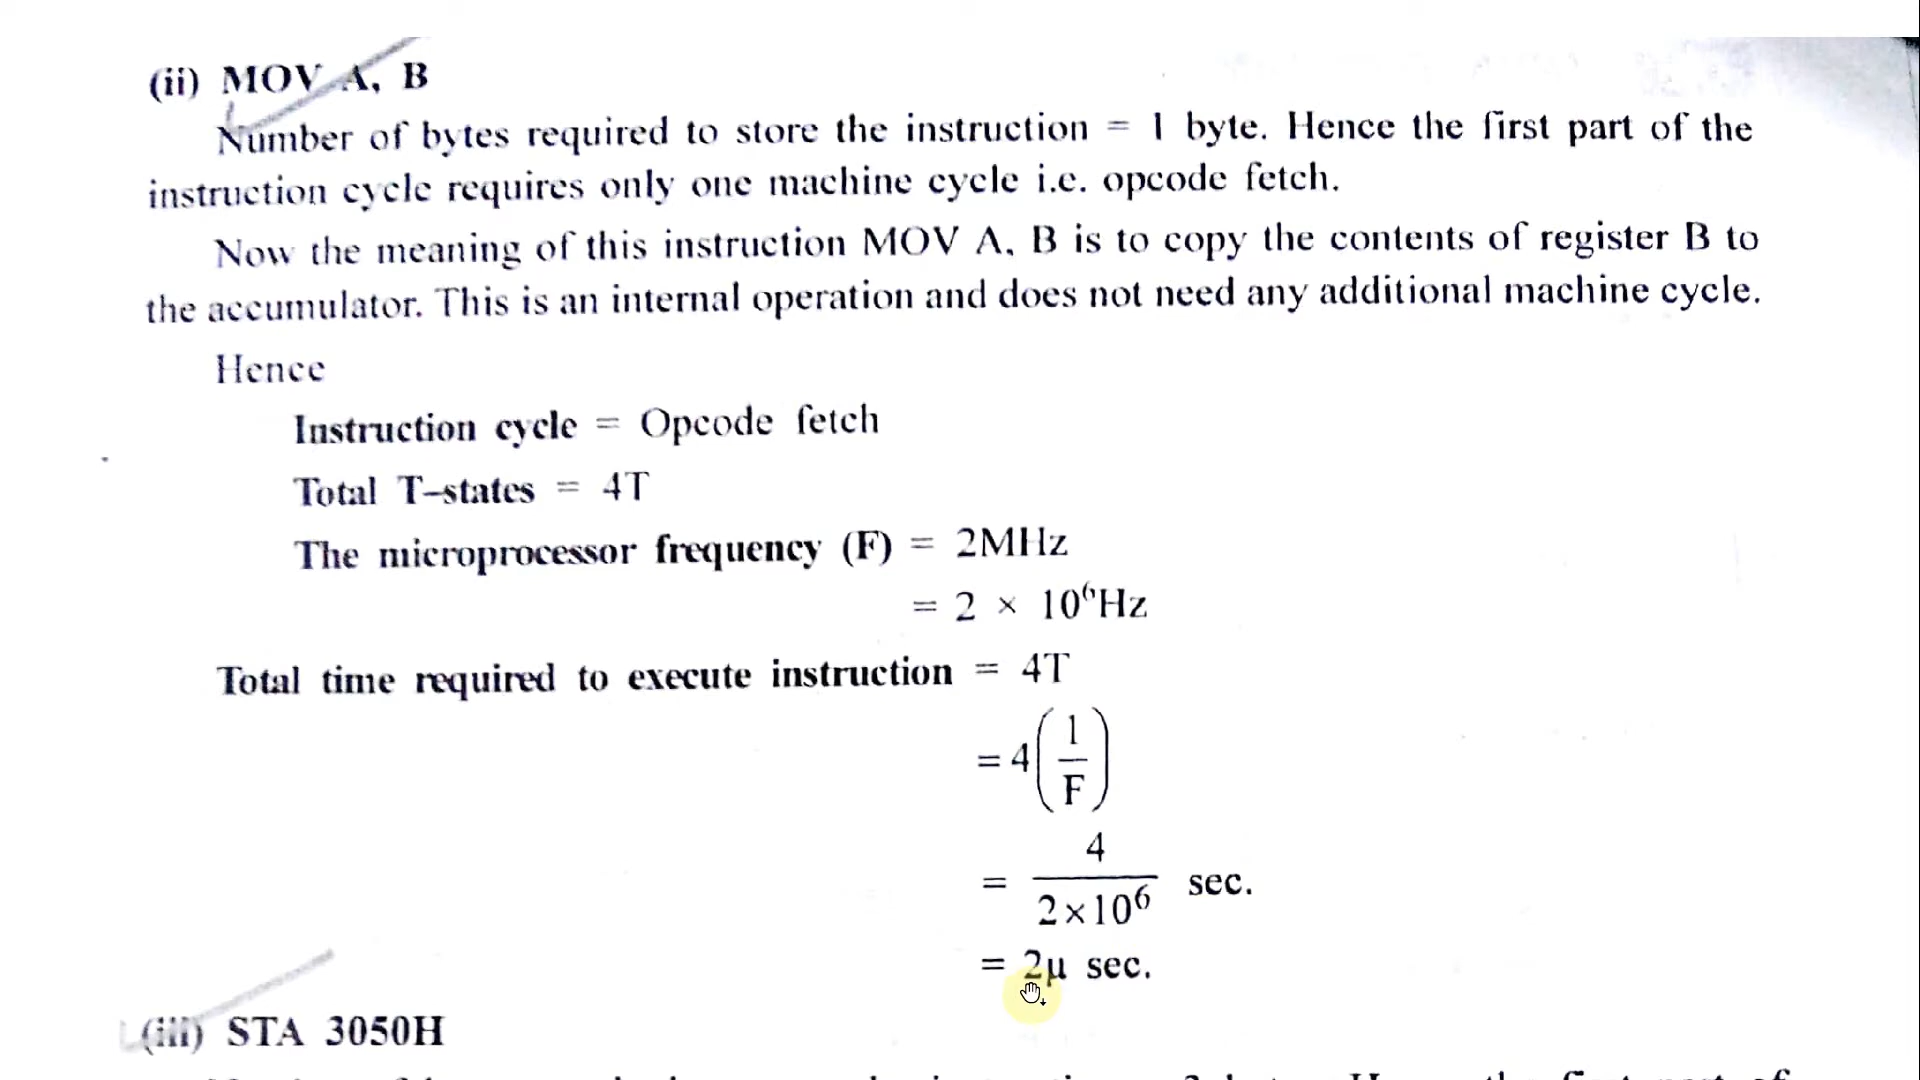 (ii) MOV A, B
Number of bytes required to store the instruction = 1 byte. Hence the first part of the
instruction cycle requires only one machine cycle i.e. opcode fetch.
Now the meaning of this instruction MOV A, B is to copy the contents of register B to
the accumulator. This is an internal operation and does not need any additional machine cycle.
Hence
Instruction cycle = Opcode fetch
Total T–states = 4T
The microprocessor frequency (F) = 2MHz
= 2 × 10⁶Hz
Total time required to execute instruction = 4T
= 4(1/F)
= 4/2×10⁶ sec.
= 2μ sec.
(iii) STA 3050H